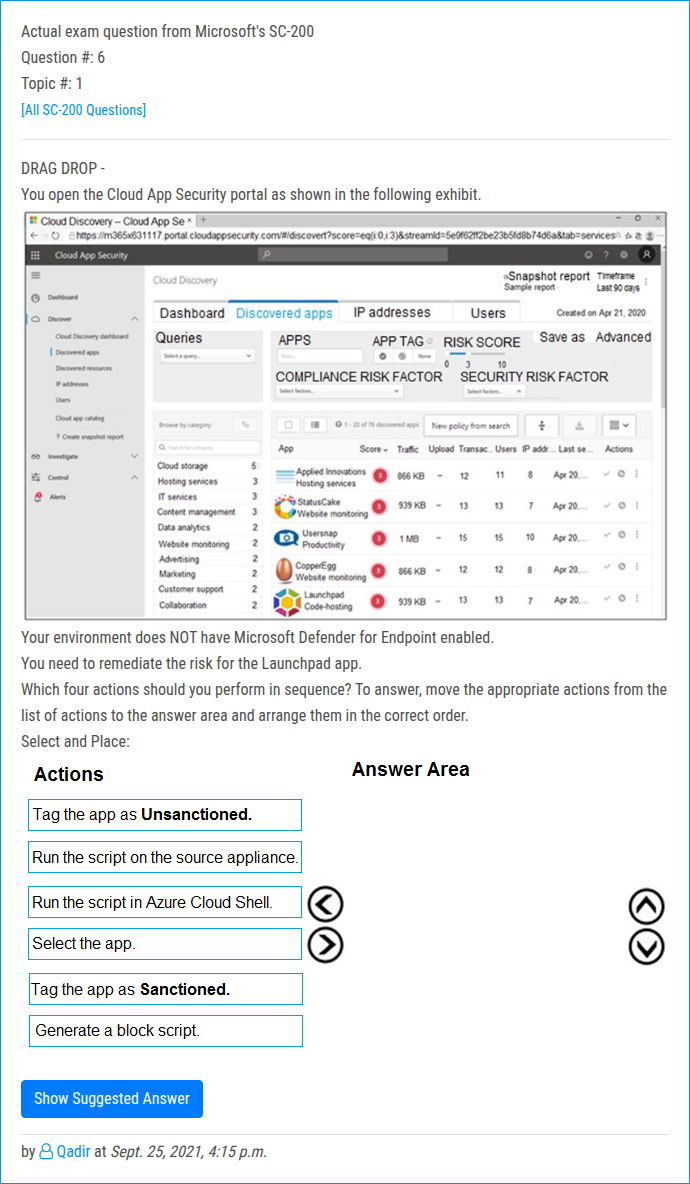 Actual exam question from Microsoft's SC-200
Question #: 6
Topic #: 1
[All SC-200 Questions]
DRAG DROP -
You open the Cloud App Security portal as shown in the following exhibit.
Cloud Discovery – Cloud App Se × +
https://m365x631117.portal.cloudappsecurity.com/#/discovert?score=eq(i:0,i:3)&streamId=5e9f62ff2be23b5fd8b74d6a&tab=services
Cloud App Security ? A
Cloud Discovery
Snapshot report
Sample report
Timeframe
Last 90 days
Dashboard
Discover
Cloud Discovery dashboard
Discovered apps
Discovered resources
IP addresses
Users
Cloud app catalog
Create snapshot report
Investigate
Control
Alerts
Dashboard Discovered apps IP addresses Users Created on Apr 21, 2020
Queries
Select a query...
APPS APP TAG RISK SCORE Save as Advanced
Apps... None
0 3 10
COMPLIANCE RISK FACTOR SECURITY RISK FACTOR
Select factors... Select factors...
Browse by category:
Search for category...
Cloud storage 5
Hosting services 3
IT services 3
Content management 3
Data analytics 2
Website monitoring 2
Advertising 2
Marketing 2
Customer support 2
Collaboration 2
1 - 20 of 78 discovered apps New policy from search
App Score Traffic Upload Transac... Users IP addr... Last se... Actions
Applied Innovations
Hosting services 3 866 KB – 12 11 8 Apr 20,...
StatusCake
Website monitoring 3 939 KB – 13 13 7 Apr 20,...
Usersnap
Productivity 3 1 MB – 15 15 10 Apr 20,...
CopperEgg
Website monitoring 3 866 KB – 12 12 8 Apr 20,...
Launchpad
Code-hosting 3 939 KB – 13 13 7 Apr 20,...
Your environment does NOT have Microsoft Defender for Endpoint enabled.
You need to remediate the risk for the Launchpad app.
Which four actions should you perform in sequence? To answer, move the appropriate actions from the
list of actions to the answer area and arrange them in the correct order.
Select and Place:
Actions
Answer Area
Tag the app as Unsanctioned.
Run the script on the source appliance.
Run the script in Azure Cloud Shell.
Select the app.
Tag the app as Sanctioned.
Generate a block script.
Show Suggested Answer
by Qadir at Sept. 25, 2021, 4:15 p.m.